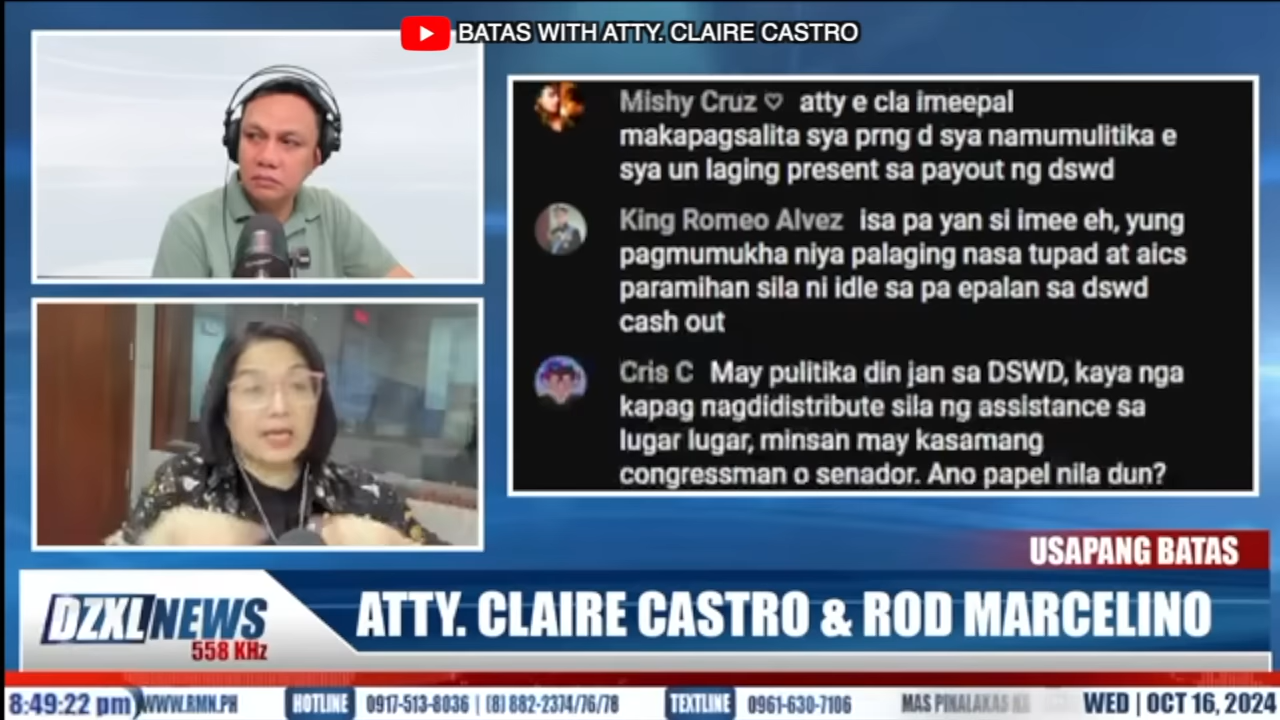 BATAS WITH ATTY. CLAIRE CASTRO
Mishy Cruz ♡ atty e cla imeepal
makapagsalita sya prng d sya namumulitika e
sya un laging present sa payout ng dswd
King Romeo Alvez isa pa yan si imee eh, yung
pagmumukha niya palaging nasa tupad at aics
paramihan sila ni idle sa pa epalan sa dswd
cash out
Cris C May pulitika din jan sa DSWD, kaya nga
kapag nagdidistribute sila ng assistance sa
lugar lugar, minsan may kasamang
congressman o senador. Ano papel nila dun?
USAPANG BATAS
DZXL NEWS
558 KHz
ATTY. CLAIRE CASTRO & ROD MARCELINO
8:49:22 pm WWW.RMN.PH HOTLINE 0917-513-8036 | (8) 882-2374/76/78 TEXTLINE 0961-630-7106 MAS PINALAKAS WED | OCT 16, 2024